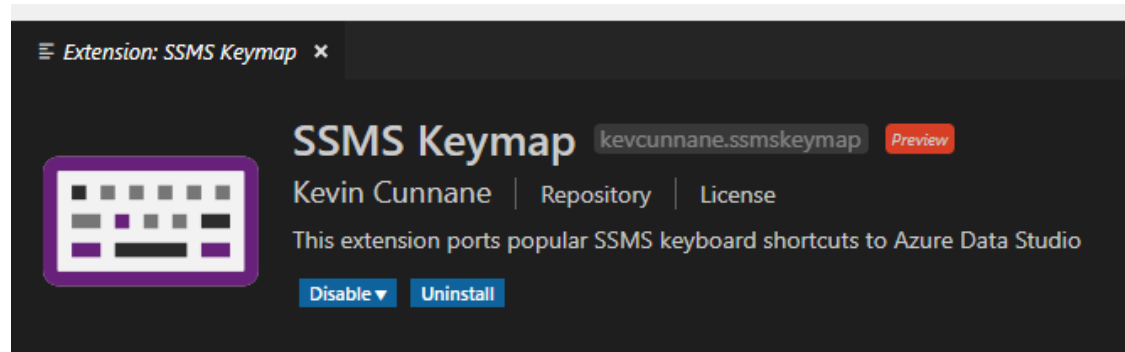 Extension: SSMS Keymap ×
SSMS Keymap kevcunnane.ssmskeymap Preview
Kevin Cunnane | Repository | License
This extension ports popular SSMS keyboard shortcuts to Azure Data Studio
Disable▼ Uninstall